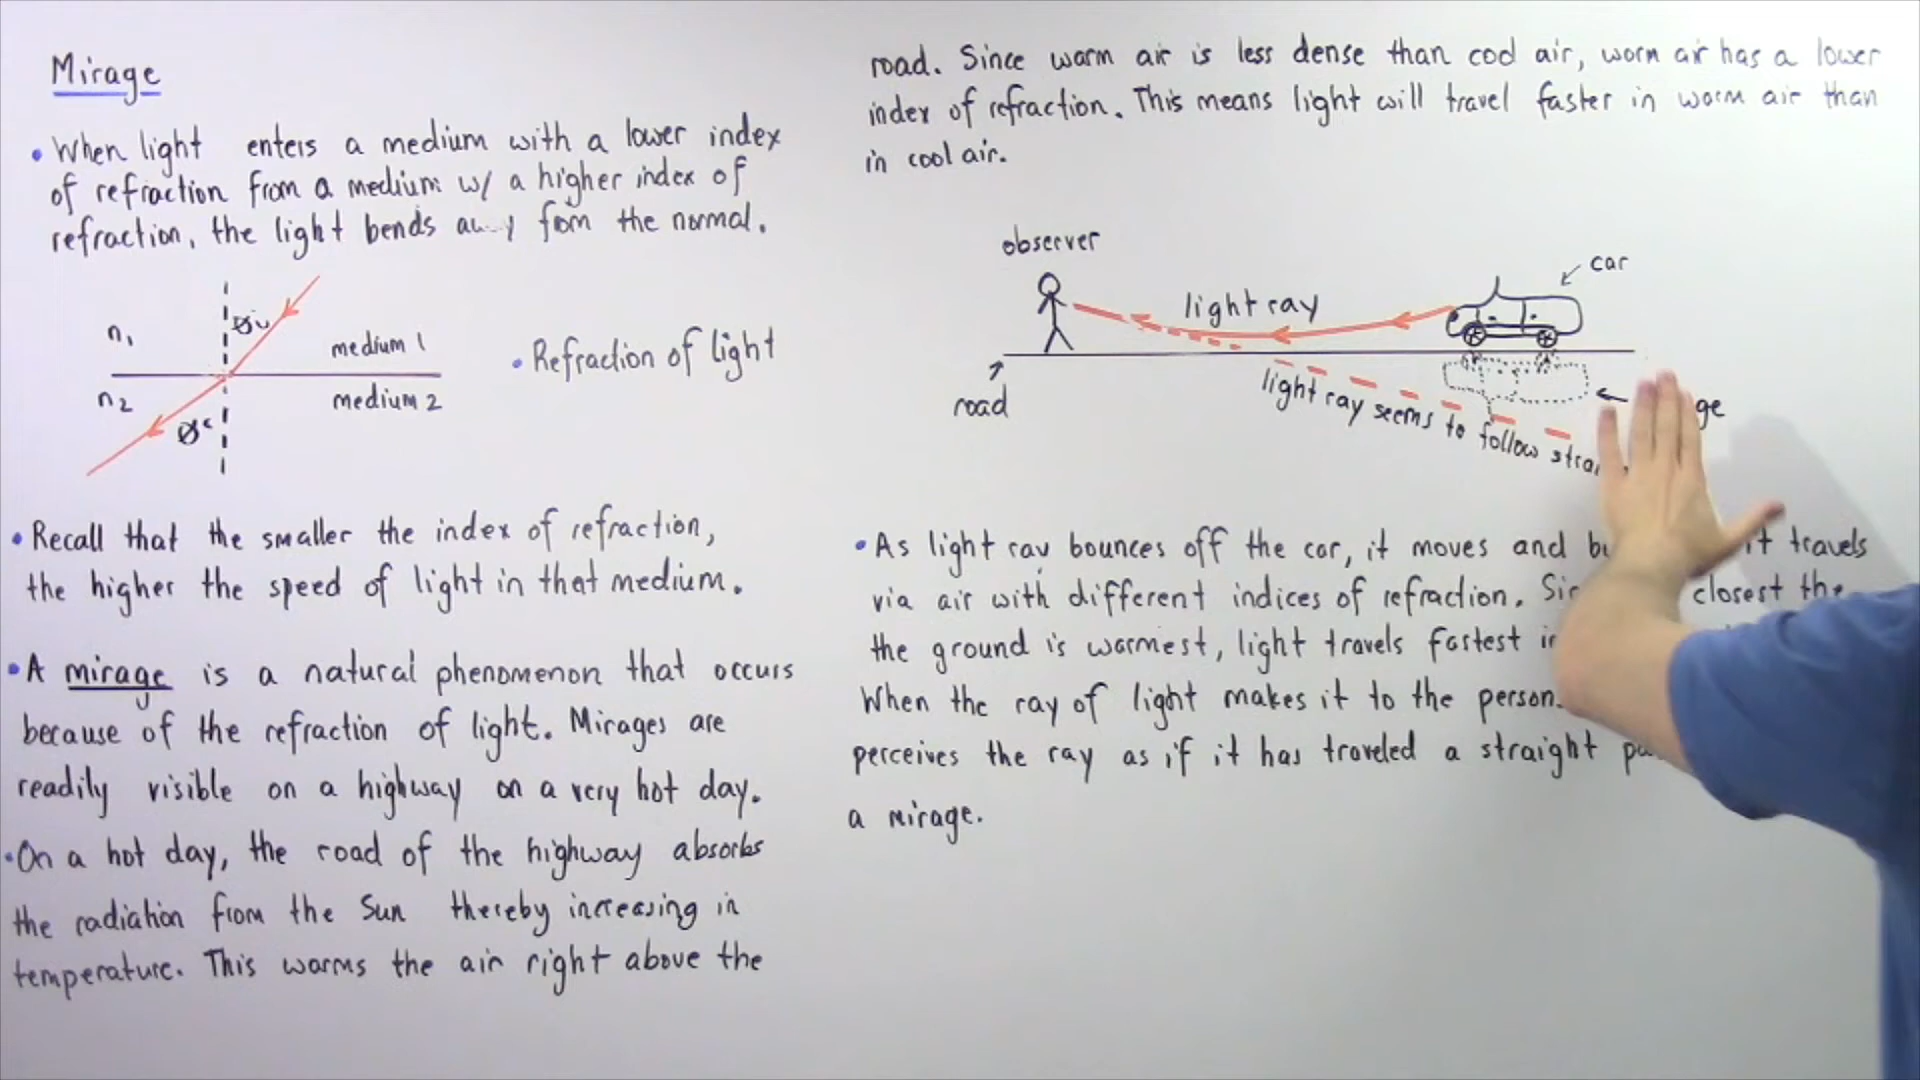 Mirage
• When light enters a medium with a lower index
of refraction from a medium w/ a higher index of
refraction, the light bends from the normal.
n₁
medium 1
n₂
medium 2
• Refraction of light
• Recall that the smaller the index of refraction,
the higher the speed of light in that medium.
• A mirage is a natural phenomenon that occurs
because of the refraction of light. Mirages are
readily visible on a highway on a very hot day.
• On a hot day, the road of the highway absorbs
the radiation from the Sun thereby increasing in
temperature. This warms the air right above the
road. Since warm air is less dense than cool air, warm air has a lower
index of refraction. This means light will travel faster in warm air than
in cool air.
observer
car
light ray
road
light ray seems to follow
• As light ray bounces off the car, it moves and it travels
via air with different indices of refraction. closest the
the ground is warmest, light travels fastest
When the ray of light makes it to the person
perceives the ray as if it has traveled a straight
a mirage.